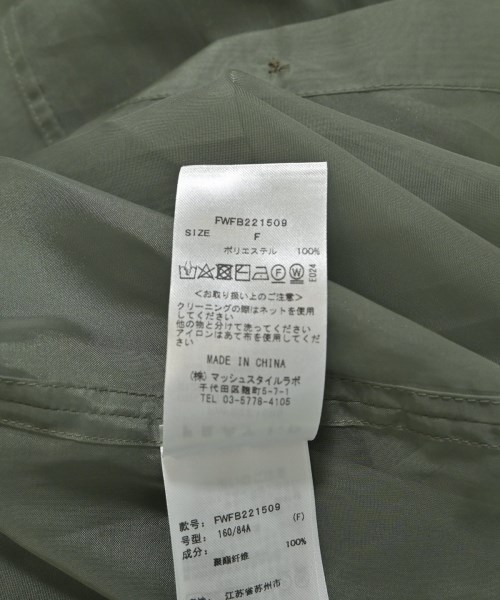 FWFB221509
SIZE F
ポリエステル 100%
F W
E024
<お取り扱い上のご注意>
クリーニングの際はネットを使用
してください
他の物と分けて洗ってください
アイロンはあて布を使用してください
MADE IN CHINA
(株)マッシュスタイルラボ
千代田区麹町5-7-1
TEL 03-5778-4105
款号: FWFB221509
号型: 160/84A (F)
成分: 100%
聚酯纤维
江苏省苏州市